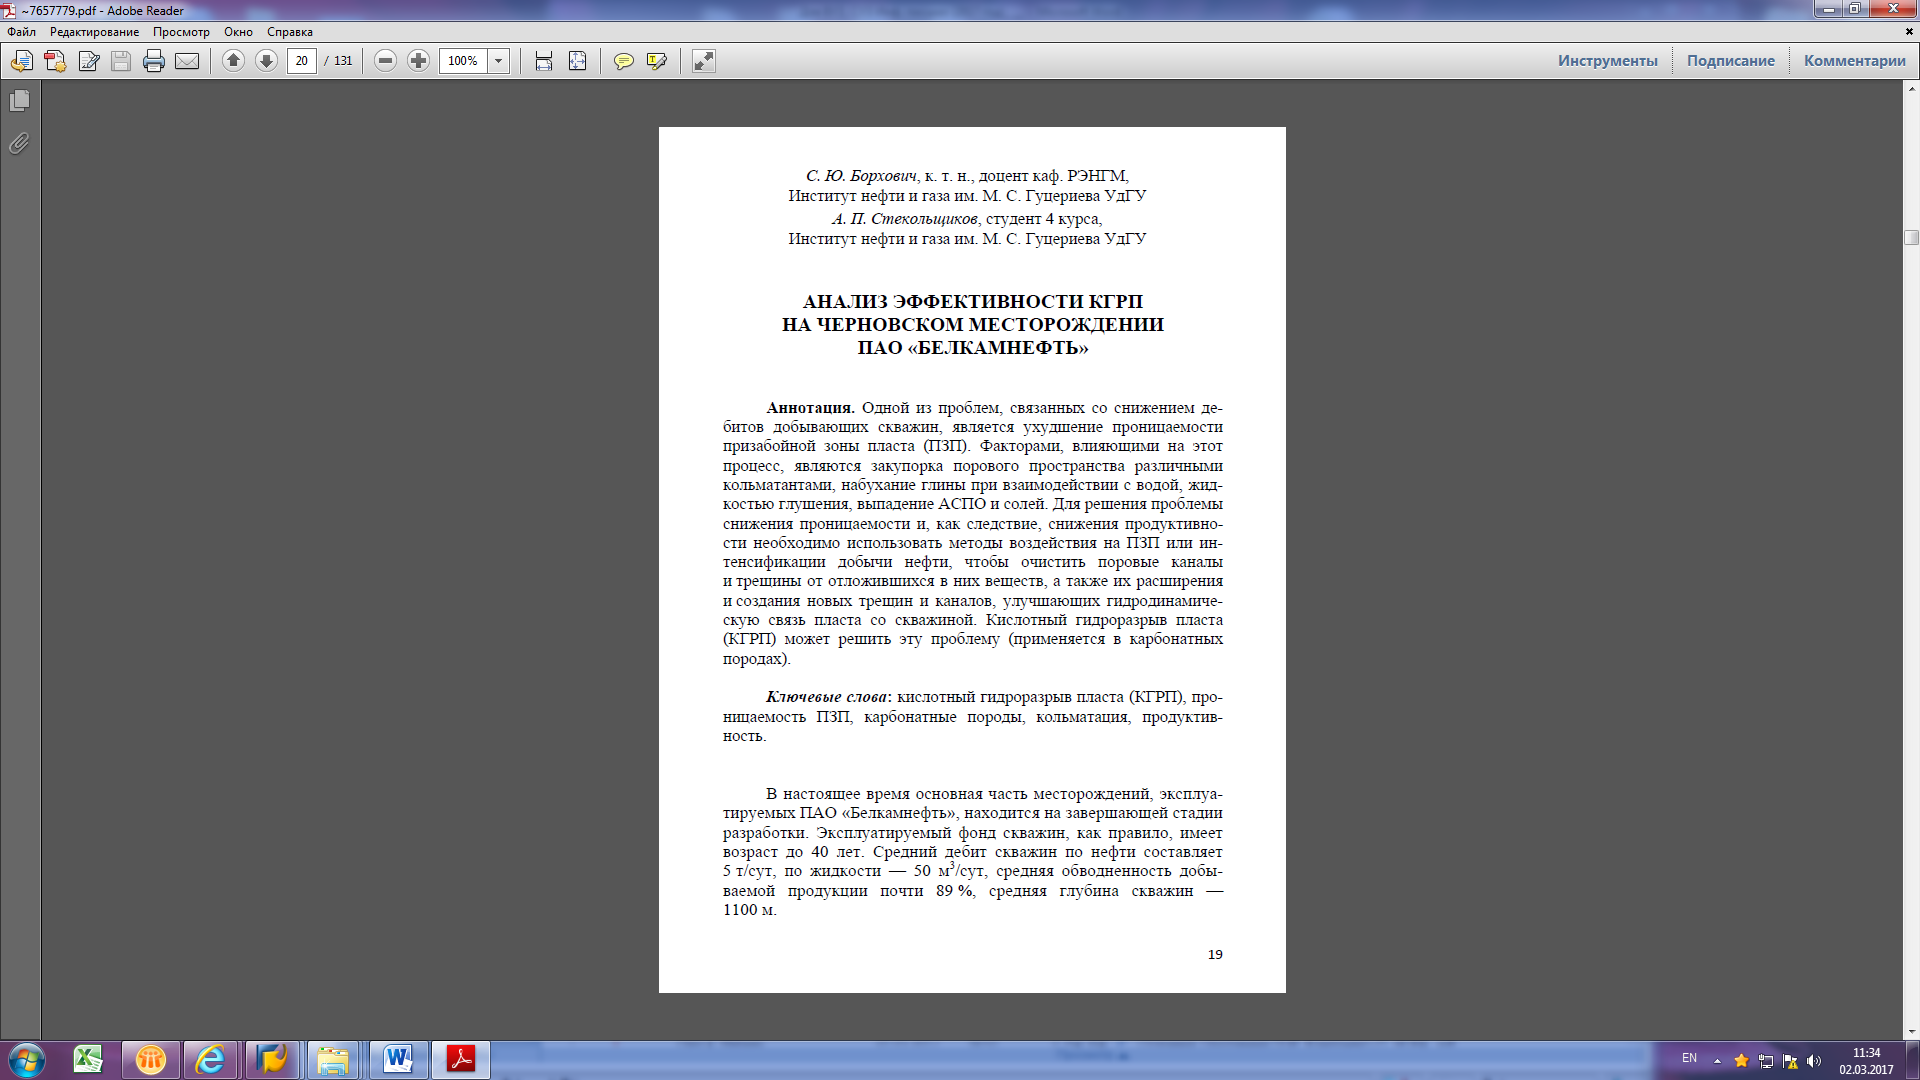 ~7657779.pdf - Adobe Reader
Файл Редактирование Просмотр Окно Справка
20 / 131 100% Инструменты Подписание Комментарии
С. Ю. Борхович, к. т. н., доцент каф. РЭНГМ,
Институт нефти и газа им. М. С. Гуцериева УдГУ
А. П. Стекольщиков, студент 4 курса,
Институт нефти и газа им. М. С. Гуцериева УдГУ
АНАЛИЗ ЭФФЕКТИВНОСТИ КГРП
НА ЧЕРНОВСКОМ МЕСТОРОЖДЕНИИ
ПАО «БЕЛКАМНЕФТЬ»
Аннотация. Одной из проблем, связанных со снижением де-
битов добывающих скважин, является ухудшение проницаемости
призабойной зоны пласта (ПЗП). Факторами, влияющими на этот
процесс, являются закупорка порового пространства различными
кольматантами, набухание глины при взаимодействии с водой, жид-
костью глушения, выпадение АСПО и солей. Для решения проблемы
снижения проницаемости и, как следствие, снижения продуктивно-
сти необходимо использовать методы воздействия на ПЗП или ин-
тенсификации добычи нефти, чтобы очистить поровые каналы
и трещины от отложившихся в них веществ, а также их расширения
и создания новых трещин и каналов, улучшающих гидродинамиче-
скую связь пласта со скважиной. Кислотный гидроразрыв пласта
(КГРП) может решить эту проблему (применяется в карбонатных
породах).
Ключевые слова: кислотный гидроразрыв пласта (КГРП), про-
ницаемость ПЗП, карбонатные породы, кольматация, продуктив-
ность.
В настоящее время основная часть месторождений, эксплуа-
тируемых ПАО «Белкамнефть», находится на завершающей стадии
разработки. Эксплуатируемый фонд скважин, как правило, имеет
возраст до 40 лет. Средний дебит скважин по нефти составляет
5 т/сут, по жидкости — 50 м³/сут, средняя обводненность добы-
ваемой продукции почти 89 %, средняя глубина скважин —
1100 м.
19
EN
11:34
02.03.2017